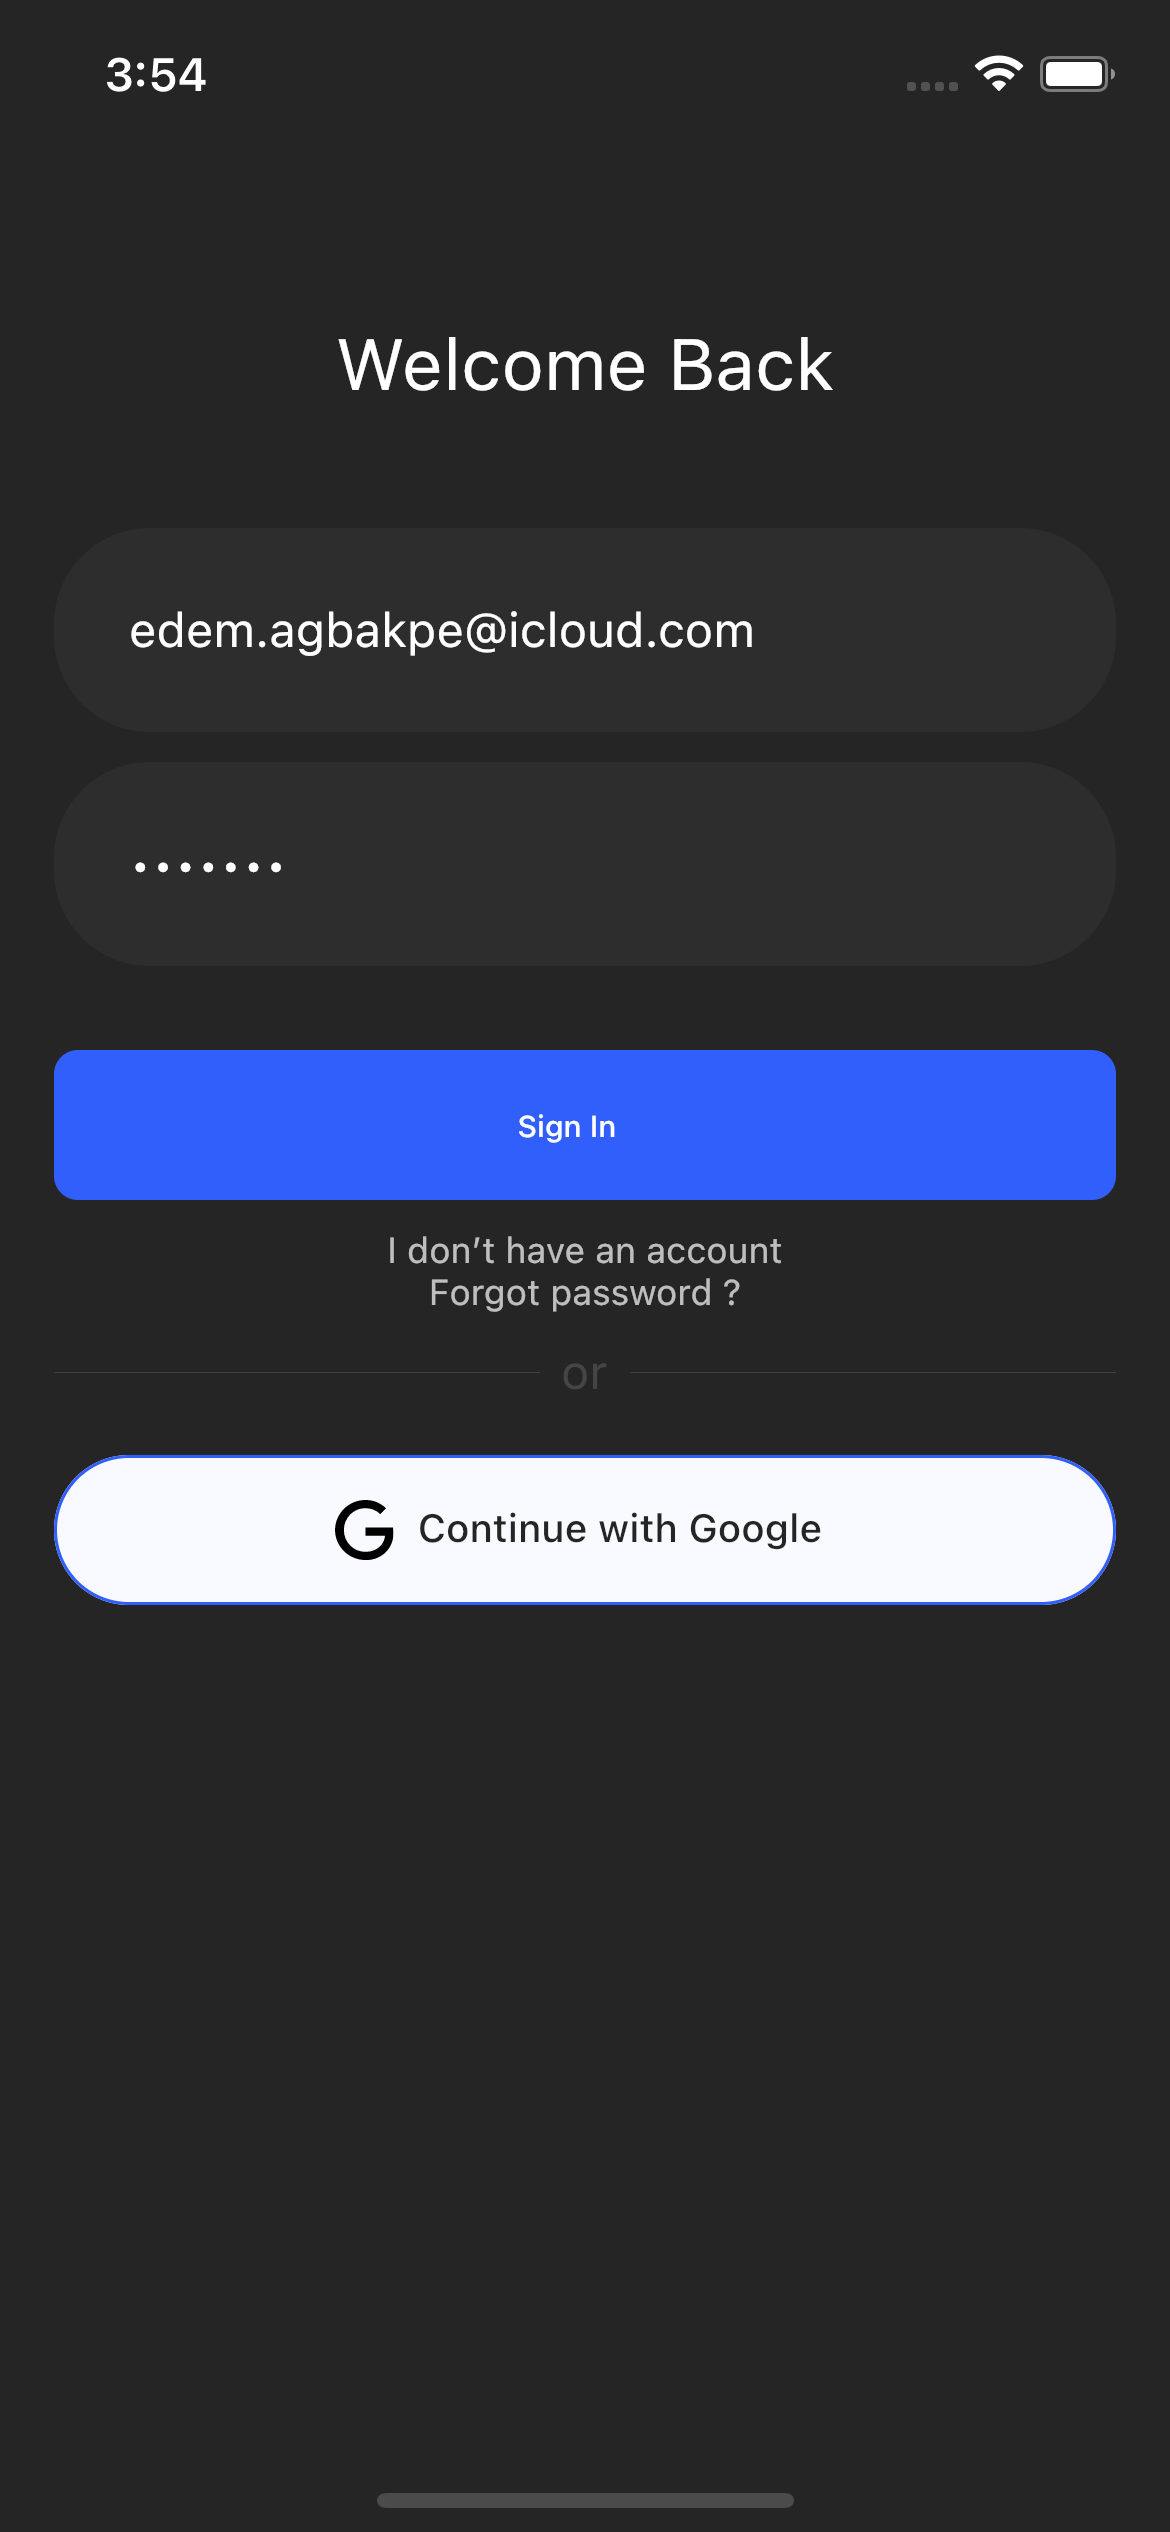 3:54
Welcome Back
edem.agbakpe@icloud.com
•••••••
Sign In
I don't have an account
Forgot password ?
or
Continue with Google